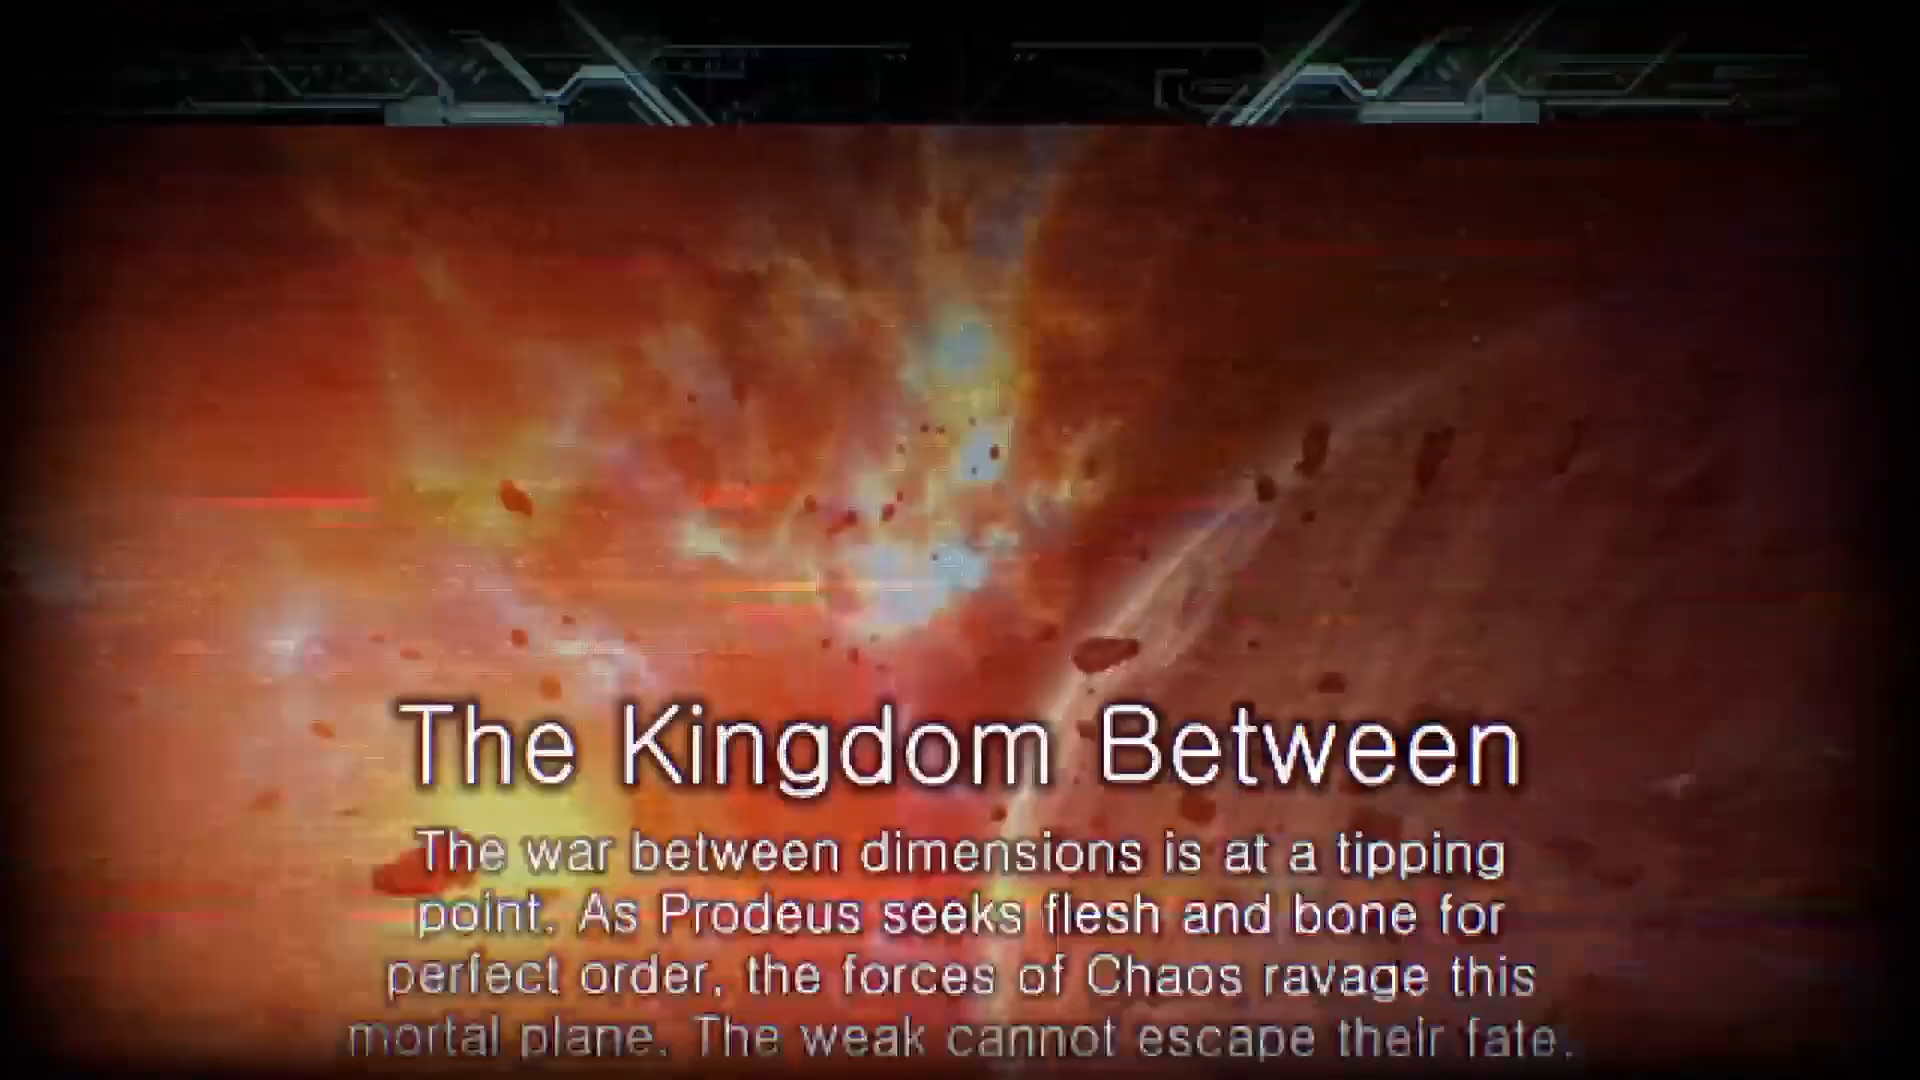 The Kingdom Between
The war between dimensions is at a tipping
point. As Prodeus seeks flesh and bone for
perfect order, the forces of Chaos ravage this
mortal plane. The weak cannot escape their fate.